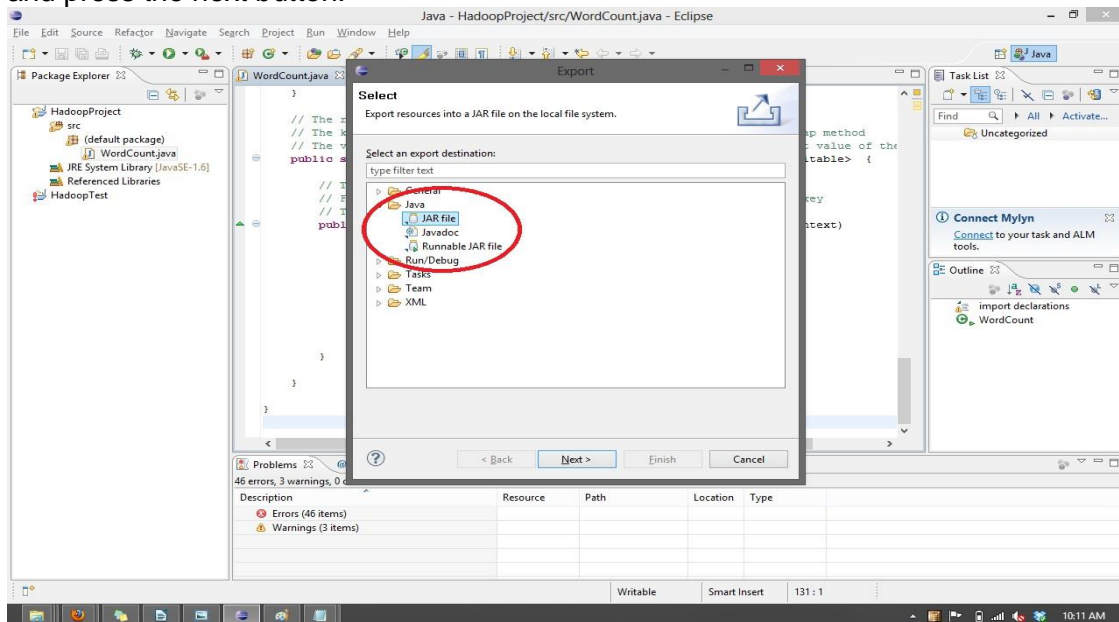 Java - HadoopProject/src/WordCount.java - Eclipse
File Edit Source Refactor Navigate Search Project Run Window Help
Java
Package Explorer
HadoopProject
src
(default package)
WordCount.java
JRE System Library [JavaSE-1.6]
Referenced Libraries
HadoopTest
WordCount.java
}
// The
// The
// The
public
//
//
//
publ
}
}
}
method
value of the
itable> {
key
ntext)
Export
Select
Export resources into a JAR file on the local file system.
Select an export destination:
type filter text
General
Java
JAR file
Javadoc
Runnable JAR file
Run/Debug
Tasks
Team
XML
< Back Next > Finish Cancel
Task List
Find All Activate...
Uncategorized
Connect Mylyn
Connect to your task and ALM
tools.
Outline
import declarations
WordCount
Problems
46 errors, 3 warnings, 0
Description Resource Path Location Type
Errors (46 items)
Warnings (3 items)
Writable Smart Insert 131 : 1
10:11 AM